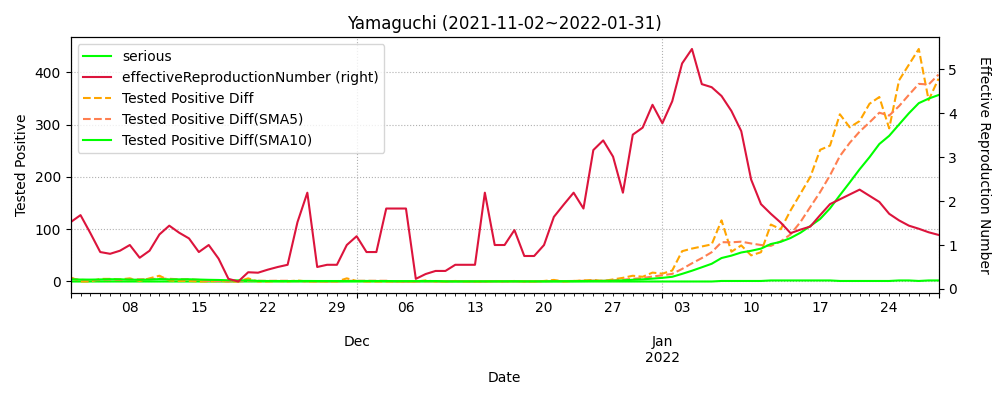 Yamaguchi (2021-11-02~2022-01-31)
serious
effectiveReproductionNumber (right)
Tested Positive Diff
Tested Positive Diff(SMA5)
Tested Positive Diff(SMA10)
Tested Positive
400
300
200
100
0
5
4
3
2
1
0
Effective Reproduction Number
08 15 22 29 06 13 20 27 03 10 17 24
Dec Jan
2022
Date